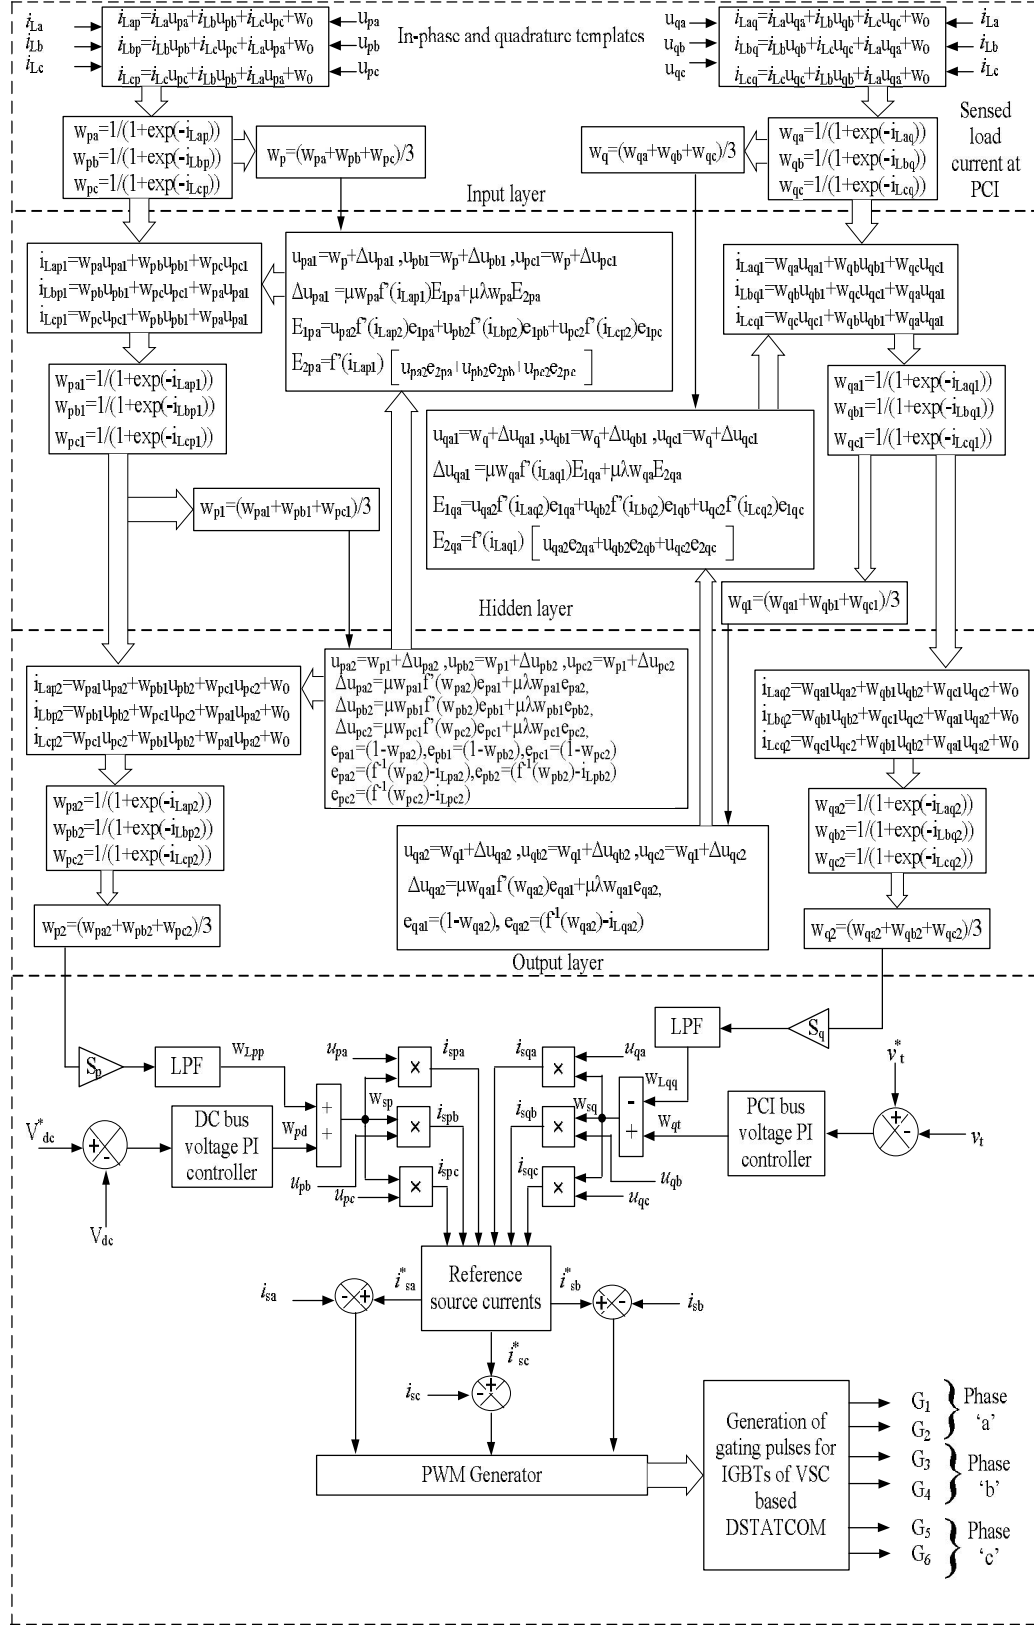 i_La
i_Lb
i_Lc
i_Lap=i_La u_pa+i_Lb u_pb+i_Lc u_pc+w_0
i_Lbp=i_Lb u_pb+i_Lc u_pc+i_La u_pa+w_0
i_Lcp=i_Lc u_pc+i_Lb u_pb+i_La u_pa+w_0
u_pa
u_pb
u_pc
In-phase and quadrature templates
u_qa
u_qb
u_qc
i_Laq=i_La u_qa+i_Lb u_qb+i_Lc u_qc+w_0
i_Lbq=i_Lb u_qb+i_Lc u_qc+i_La u_qa+w_0
i_Lcq=i_Lc u_qc+i_Lb u_qb+i_La u_qa+w_0
i_La
i_Lb
i_Lc
w_pa=1/(1+exp(-i_Lap))
w_pb=1/(1+exp(-i_Lbp))
w_pc=1/(1+exp(-i_Lcp))
w_p=(w_pa+w_pb+w_pc)/3
w_q=(w_qa+w_qb+w_qc)/3
w_qa=1/(1+exp(-i_Laq))
w_qb=1/(1+exp(-i_Lbq))
w_qc=1/(1+exp(-i_Lcq))
Sensed
load
current at
PCI
Input layer
i_Lap1=w_pa u_pa1+w_pb u_pb1+w_pc u_pc1
i_Lbp1=w_pb u_pb1+w_pc u_pc1+w_pa u_pa1
i_Lcp1=w_pc u_pc1+w_pb u_pb1+w_pa u_pa1
u_pa1=w_p+Δu_pa1 ,u_pb1=w_p+Δu_pb1 ,u_pc1=w_p+Δu_pc1
Δu_pa1 =μw_pa f'(i_Lap1)E_1pa+μλw_pa E_2pa
E_1pa=u_pa2 f'(i_Lap2)e_1pa+u_pb2 f'(i_Lbp2)e_1pb+u_pc2 f'(i_Lcp2)e_1pc
E_2pa=f'(i_Lap1) [ u_pa2 e_2pa+u_pb2 e_2pb+u_pc2 e_2pc ]
i_Laq1=w_qa u_qa1+w_qb u_qb1+w_qc u_qc1
i_Lbq1=w_qb u_qb1+w_qc u_qc1+w_qa u_qa1
i_Lcq1=w_qc u_qc1+w_qb u_qb1+w_qa u_qa1
w_pa1=1/(1+exp(-i_Lap1))
w_pb1=1/(1+exp(-i_Lbp1))
w_pc1=1/(1+exp(-i_Lcp1))
w_qa1=1/(1+exp(-i_Laq1))
w_qb1=1/(1+exp(-i_Lbq1))
w_qc1=1/(1+exp(-i_Lcq1))
u_qa1=w_q+Δu_qa1 ,u_qb1=w_q+Δu_qb1 ,u_qc1=w_q+Δu_qc1
Δu_qa1 =μw_qa f'(i_Laq1)E_1qa+μλw_qa E_2qa
E_1qa=u_qa2 f'(i_Laq2)e_1qa+u_qb2 f'(i_Lbq2)e_1qb+u_qc2 f'(i_Lcq2)e_1qc
E_2qa=f'(i_Laq1) [ u_qa2 e_2qa+u_qb2 e_2qb+u_qc2 e_2qc ]
w_p1=(w_pa1+w_pb1+w_pc1)/3
w_q1=(w_qa1+w_qb1+w_qc1)/3
Hidden layer
i_Lap2=w_pa1 u_pa2+w_pb1 u_pb2+w_pc1 u_pc2+w_0
i_Lbp2=w_pb1 u_pb2+w_pc1 u_pc2+w_pa1 u_pa2+w_0
i_Lcp2=w_pc1 u_pc2+w_pb1 u_pb2+w_pa1 u_pa2+w_0
u_pa2=w_p1+Δu_pa2 ,u_pb2=w_p1+Δu_pb2 ,u_pc2=w_p1+Δu_pc2
Δu_pa2=μw_pa1 f'(w_pa2)e_pa1+μλw_pa1 e_pa2,
Δu_pb2=μw_pb1 f'(w_pb2)e_pb1+μλw_pb1 e_pb2,
Δu_pc2=μw_pc1 f'(w_pc2)e_pc1+μλw_pc1 e_pc2,
e_pa1=(1-w_pa2),e_pb1=(1-w_pb2),e_pc1=(1-w_pc2)
e_pa2=(f^-1(w_pa2)-i_Lpa2),e_pb2=(f^-1(w_pb2)-i_Lpb2)
e_pc2=(f^-1(w_pc2)-i_Lpc2)
i_Laq2=w_qa1 u_qa2+w_qb1 u_qb2+w_qc1 u_qc2+w_0
i_Lbq2=w_qb1 u_qb2+w_qc1 u_qc2+w_qa1 u_qa2+w_0
i_Lcq2=w_qc1 u_qc2+w_qb1 u_qb2+w_qa1 u_qa2+w_0
w_pa2=1/(1+exp(-i_Lap2))
w_pb2=1/(1+exp(-i_Lbp2))
w_pc2=1/(1+exp(-i_Lcp2))
w_qa2=1/(1+exp(-i_Laq2))
w_qb2=1/(1+exp(-i_Lbq2))
w_qc2=1/(1+exp(-i_Lcq2))
u_qa2=w_q1+Δu_qa2 ,u_qb2=w_q1+Δu_qb2 ,u_qc2=w_q1+Δu_qc2
Δu_qa2=μw_qa1 f'(w_qa2)e_qa1+μλw_qa1 e_qa2,
e_qa1=(1-w_qa2), e_qa2=(f^-1(w_qa2)-i_Lqa2)
w_p2=(w_pa2+w_pb2+w_pc2)/3
w_q2=(w_qa2+w_qb2+w_qc2)/3
Output layer
S_p
LPF
w_Lpp
u_pa
×
i_spa
i_sqa
×
u_qa
LPF
S_q
v*_t
w_Lqq
V*_dc
+
-
DC bus
voltage PI
controller
w_pd
+
+
w_sp
×
i_spb
i_sqb
×
w_sq
-
+
w_qt
PCI bus
voltage PI
controller
+
-
v_t
u_pb
u_pc
×
i_spc
i_sqc
×
u_qb
u_qc
V_dc
i_sa
- +
i*_sa
Reference
source currents
i*_sb
+ -
i_sb
i*_sc
i_sc
+
-
PWM Generator
Generation of
gating pulses for
IGBTs of VSC
based
DSTATCOM
G_1
G_2
Phase
‘a’
G_3
G_4
Phase
‘b’
G_5
G_6
Phase
‘c’